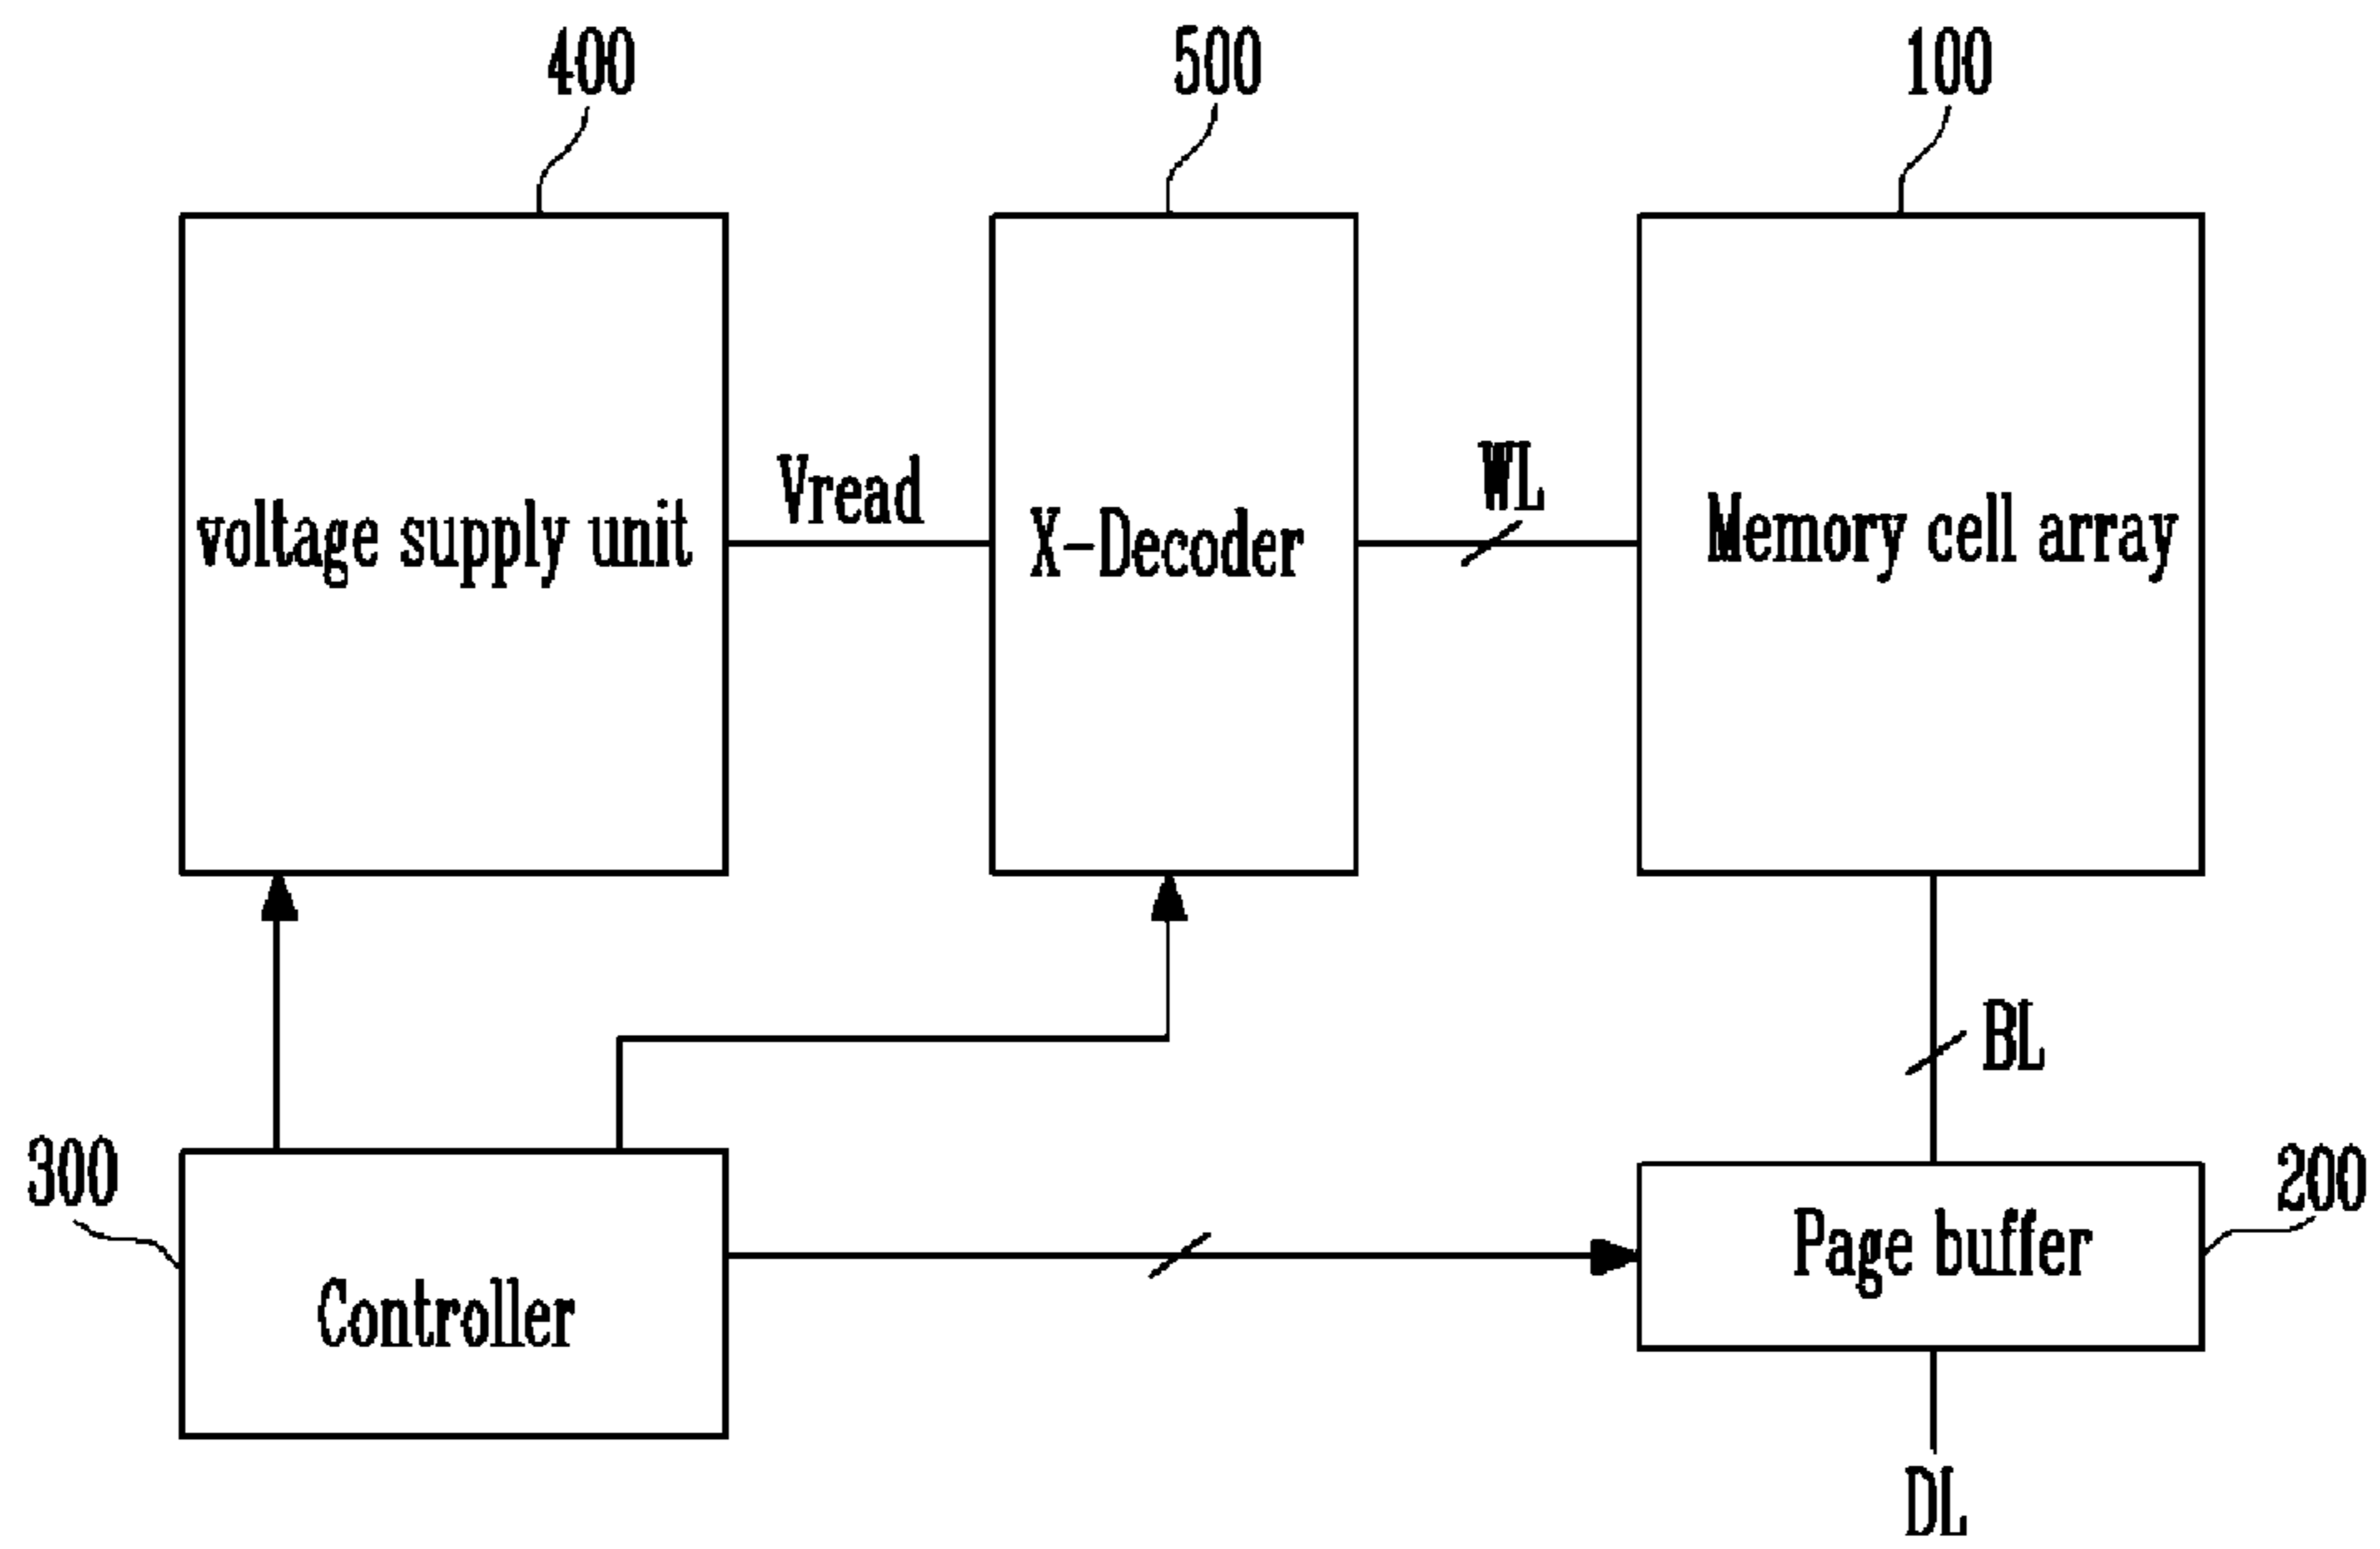 400
500
100
voltage supply unit
Vread
X-Decoder
WL
Memory cell array
BL
300
Controller
Page buffer
200
DL